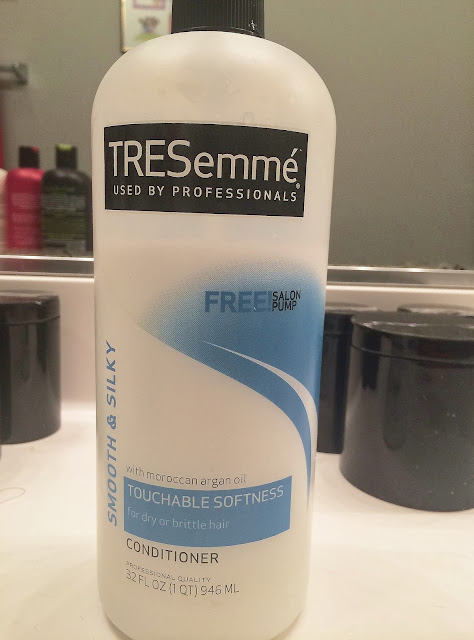 TRESemmé®
USED BY PROFESSIONALS
FREE! SALON
PUMP
SMOOTH & SILKY
with moroccan argan oil
TOUCHABLE SOFTNESS
for dry or brittle hair
CONDITIONER
PROFESSIONAL QUALITY
32 FL OZ (1 QT) 946 ML